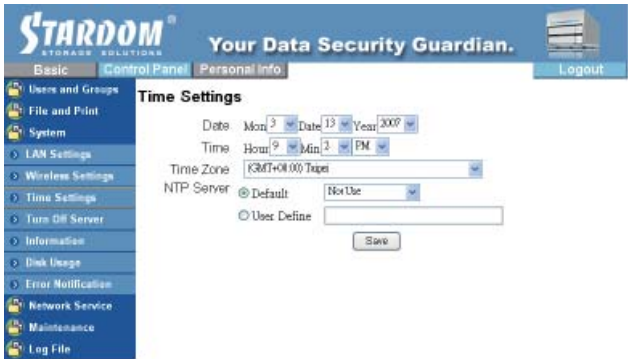 STARDOM®
STORAGE SOLUTIONS
Your Data Security Guardian.
Basic Control Panel Personal Info Logout
Users and Groups
File and Print
System
LAN Settings
Wireless Settings
Time Settings
Turn Off Server
Information
Disk Usage
Error Notification
Network Service
Maintenance
Log File
Time Settings
Date Mon 3 Date 13 Year 2007
Time Hour 9 Min 2 PM
Time Zone (GMT+08:00) Taipei
NTP Server Default Not Use
User Define
Save